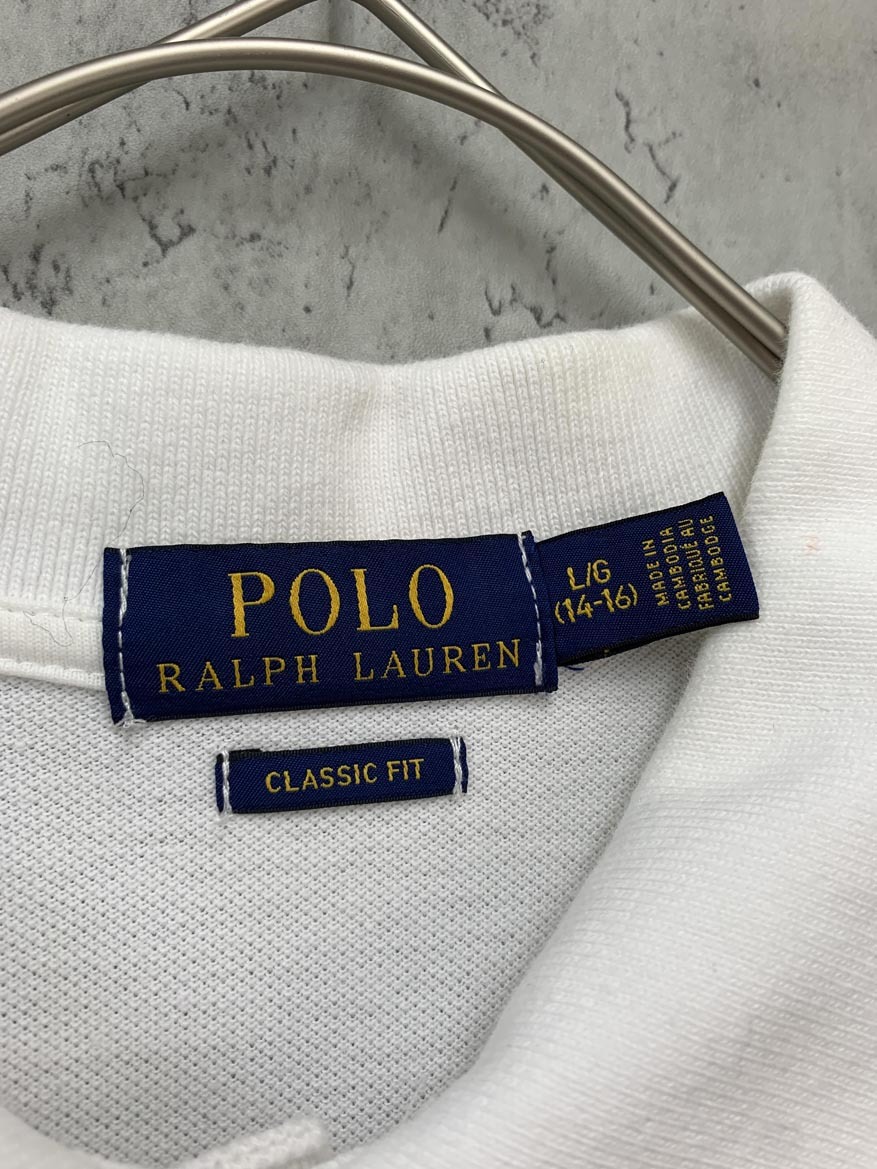 POLO
RALPH LAUREN
L/G
(14-16)
MADE IN
CAMBODIA
FABRIQUÉ AU
CAMBODGE
CLASSIC FIT